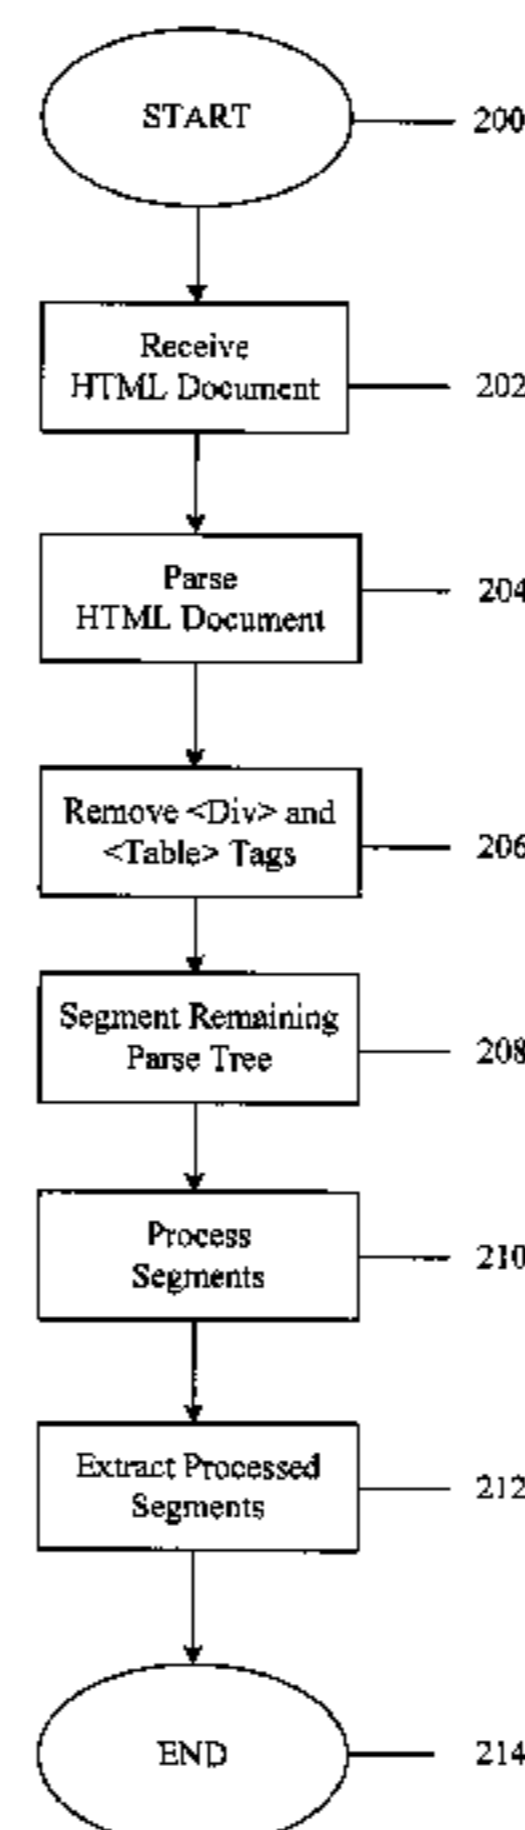 START
200
Receive
HTML Document
202
Parse
HTML Document
204
Remove <Div> and
<Table> Tags
206
Segment Remaining
Parse Tree
208
Process
Segments
210
Extract Processed
Segments
212
END
214